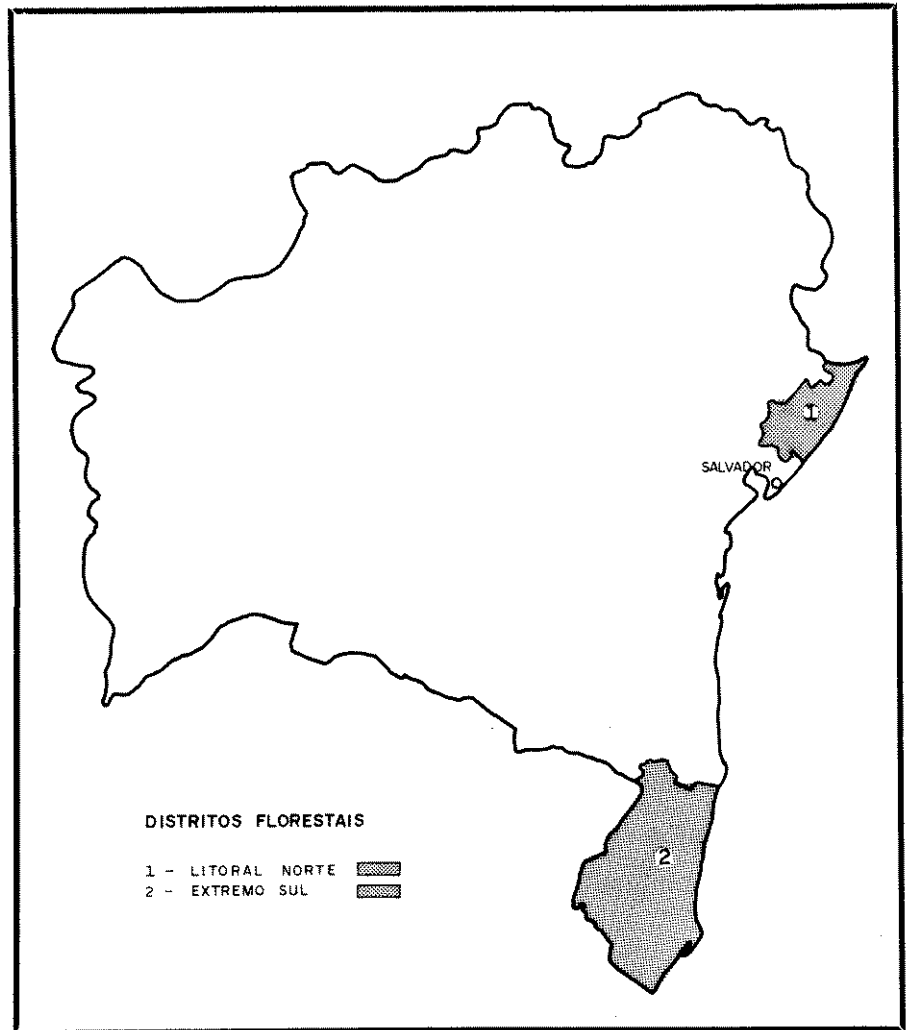 1
SALVADOR
DISTRITOS FLORESTAIS
1 - LITORAL NORTE
2 - EXTREMO SUL
2